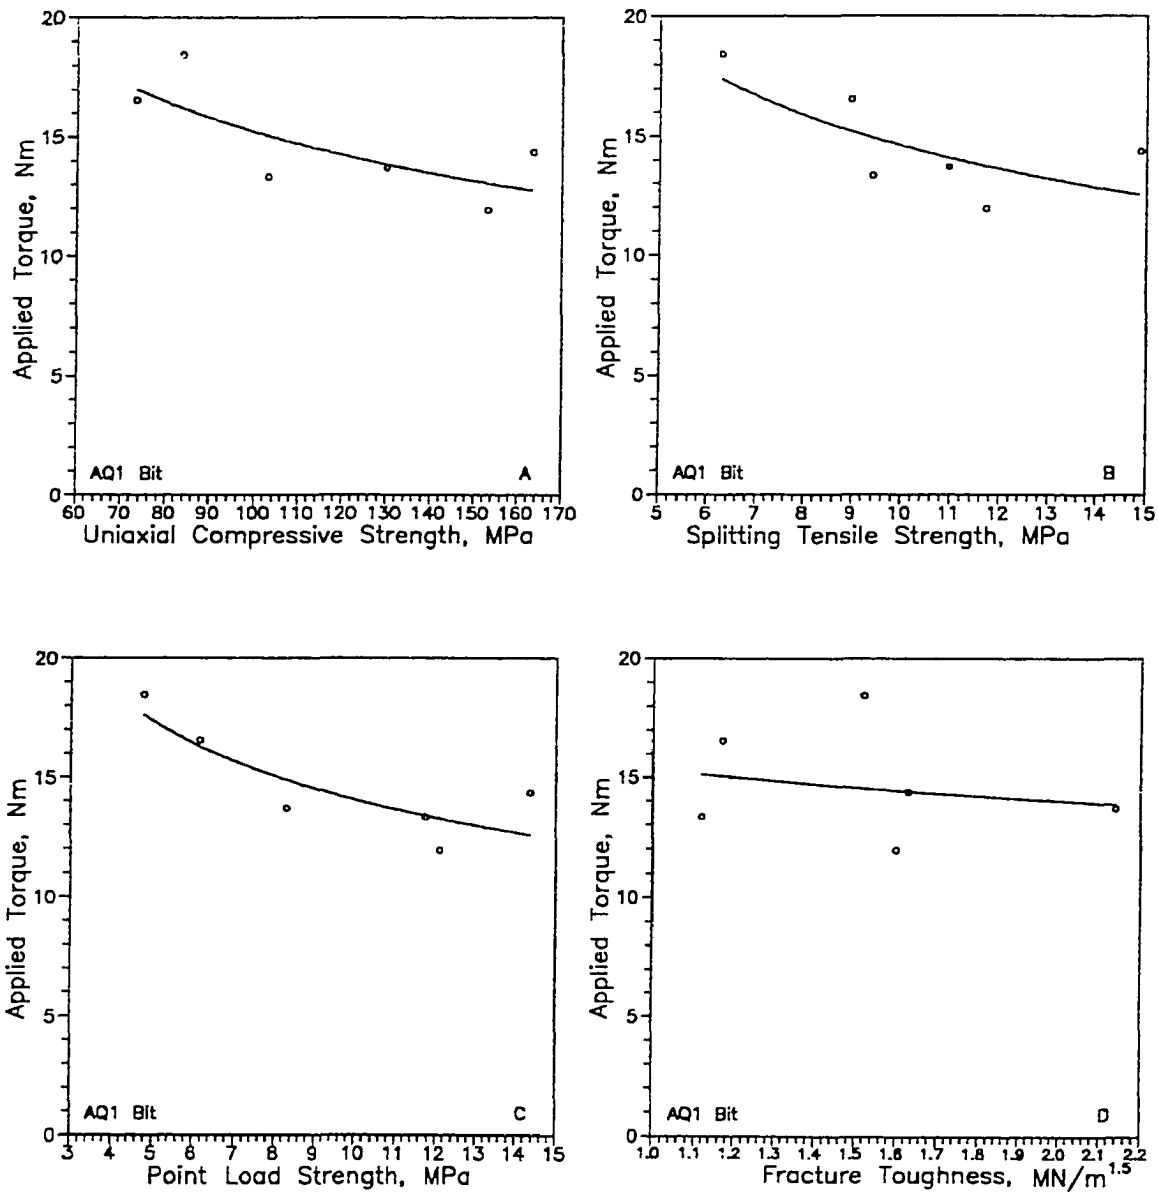 20
15
10
5
0
Applied Torque, Nm
AQ1 Bit
A
60 70 80 90 100 110 120 130 140 150 160 170
Uniaxial Compressive Strength, MPa
20
15
10
5
0
Applied Torque, Nm
AQ1 Bit
B
5 6 7 8 9 10 11 12 13 14 15
Splitting Tensile Strength, MPa
20
15
10
5
0
Applied Torque, Nm
AQ1 Bit
C
3 4 5 6 7 8 9 10 11 12 13 14 15
Point Load Strength, MPa
20
15
10
5
0
Applied Torque, Nm
AQ1 Bit
D
1.0 1.1 1.2 1.3 1.4 1.5 1.6 1.7 1.8 1.9 2.0 2.1 2.2
Fracture Toughness, MN/m^1.5